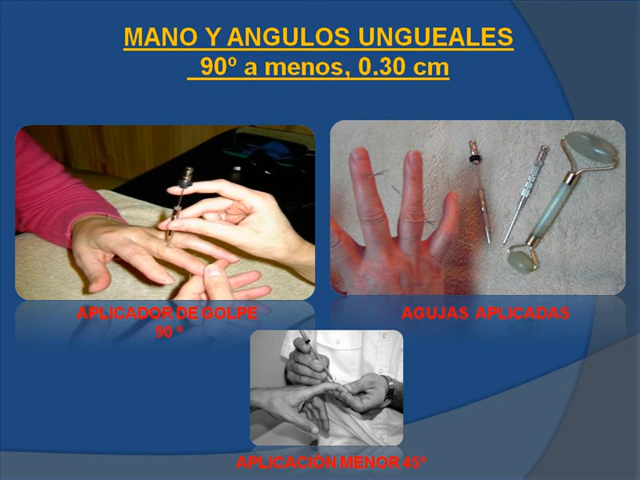 MANO Y ANGULOS UNGUEALES
90º a menos, 0.30 cm
APLICADOR DE GOLPE
90 º
AGUJAS APLICADAS
APLICACIÓN MENOR 45º